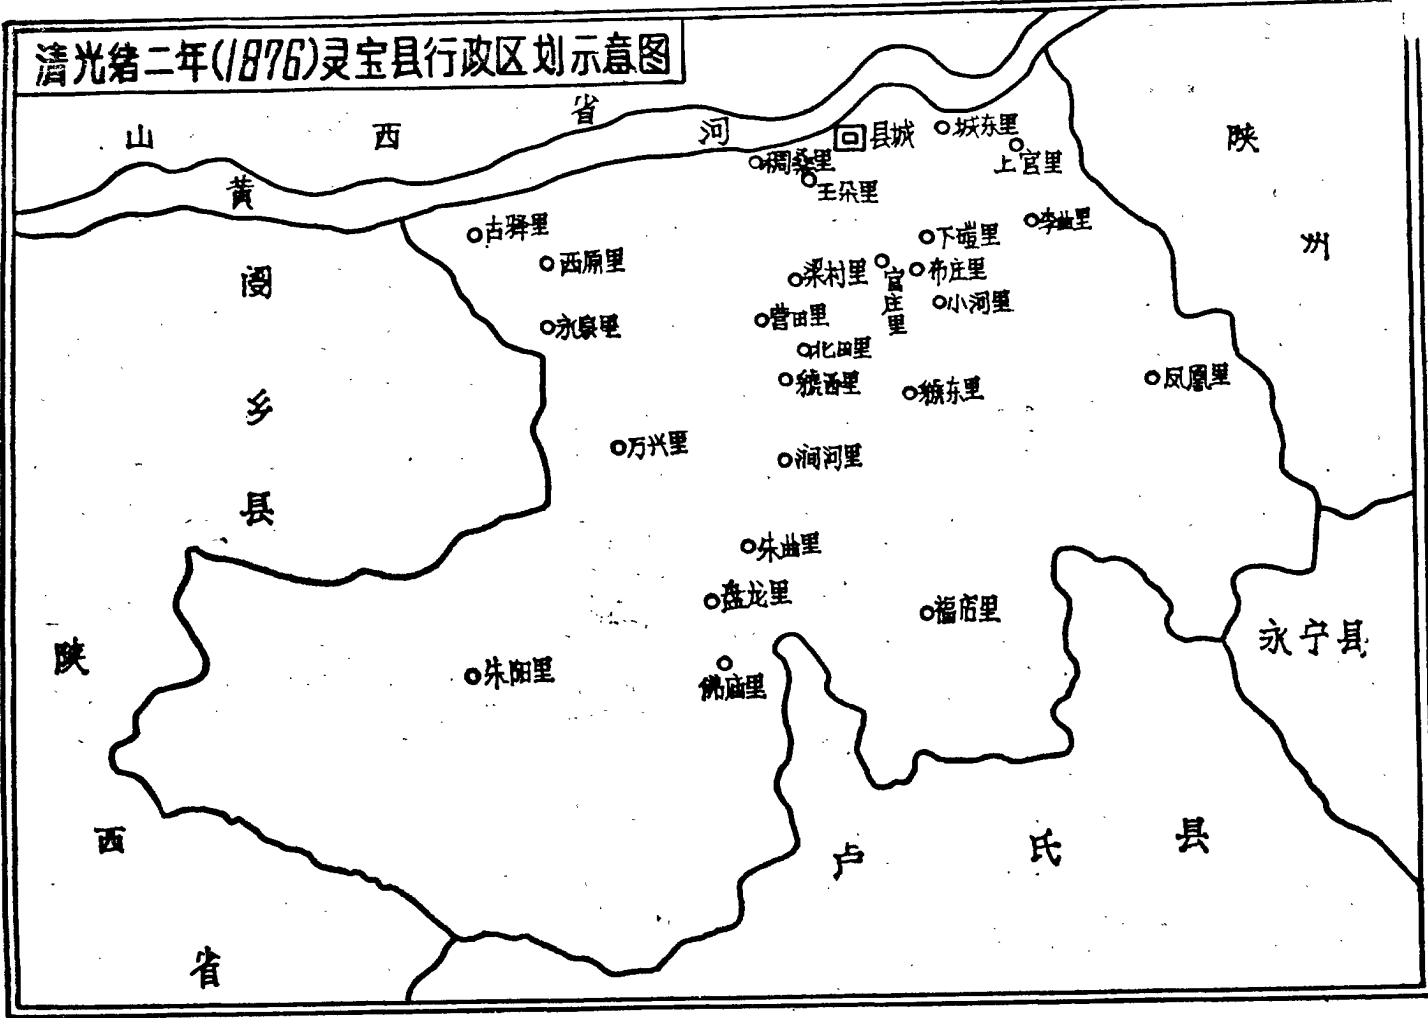 清光绪二年(1876)灵宝县行政区划示意图
山西省
黄河
县城
城东里
上宫里
稠桑里
王朵里
李曲里
古驿里
西原里
下硙里
梁村里
官庄里
布庄里
小河里
永泉里
营田里
北田里
虢西里
虢东里
凤凰里
万兴里
涧河里
朱曲里
盘龙里
福店里
朱阳里
佛庙里
陕州
阌乡县
陕西省
永宁县
卢氏县